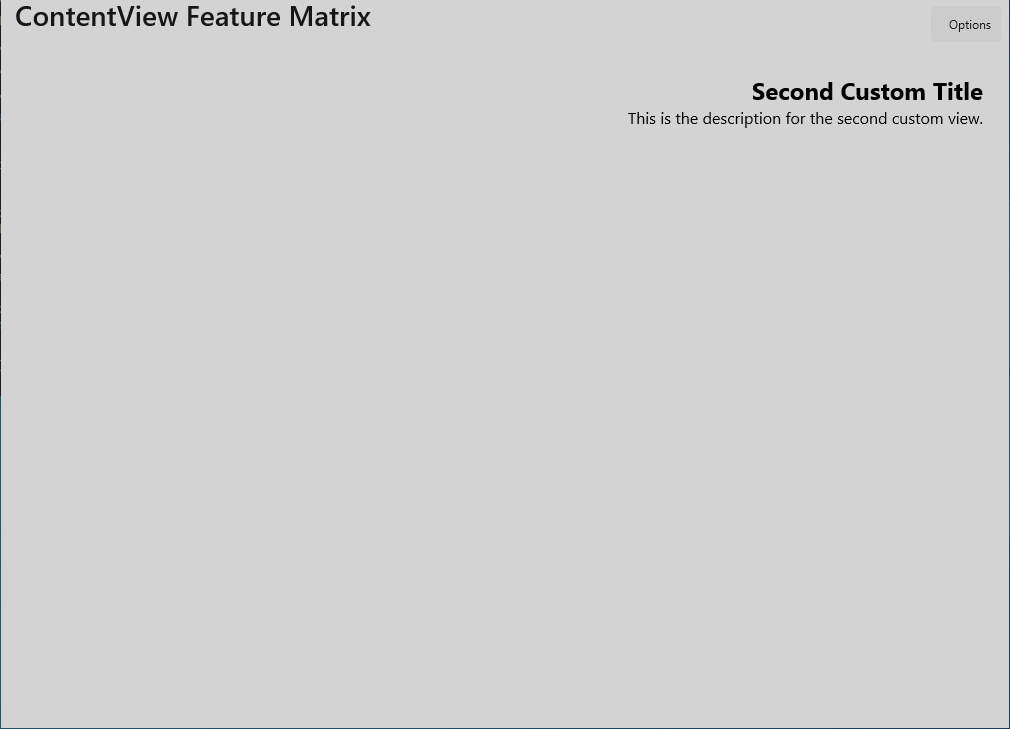 ContentView Feature Matrix
Options
Second Custom Title
This is the description for the second custom view.